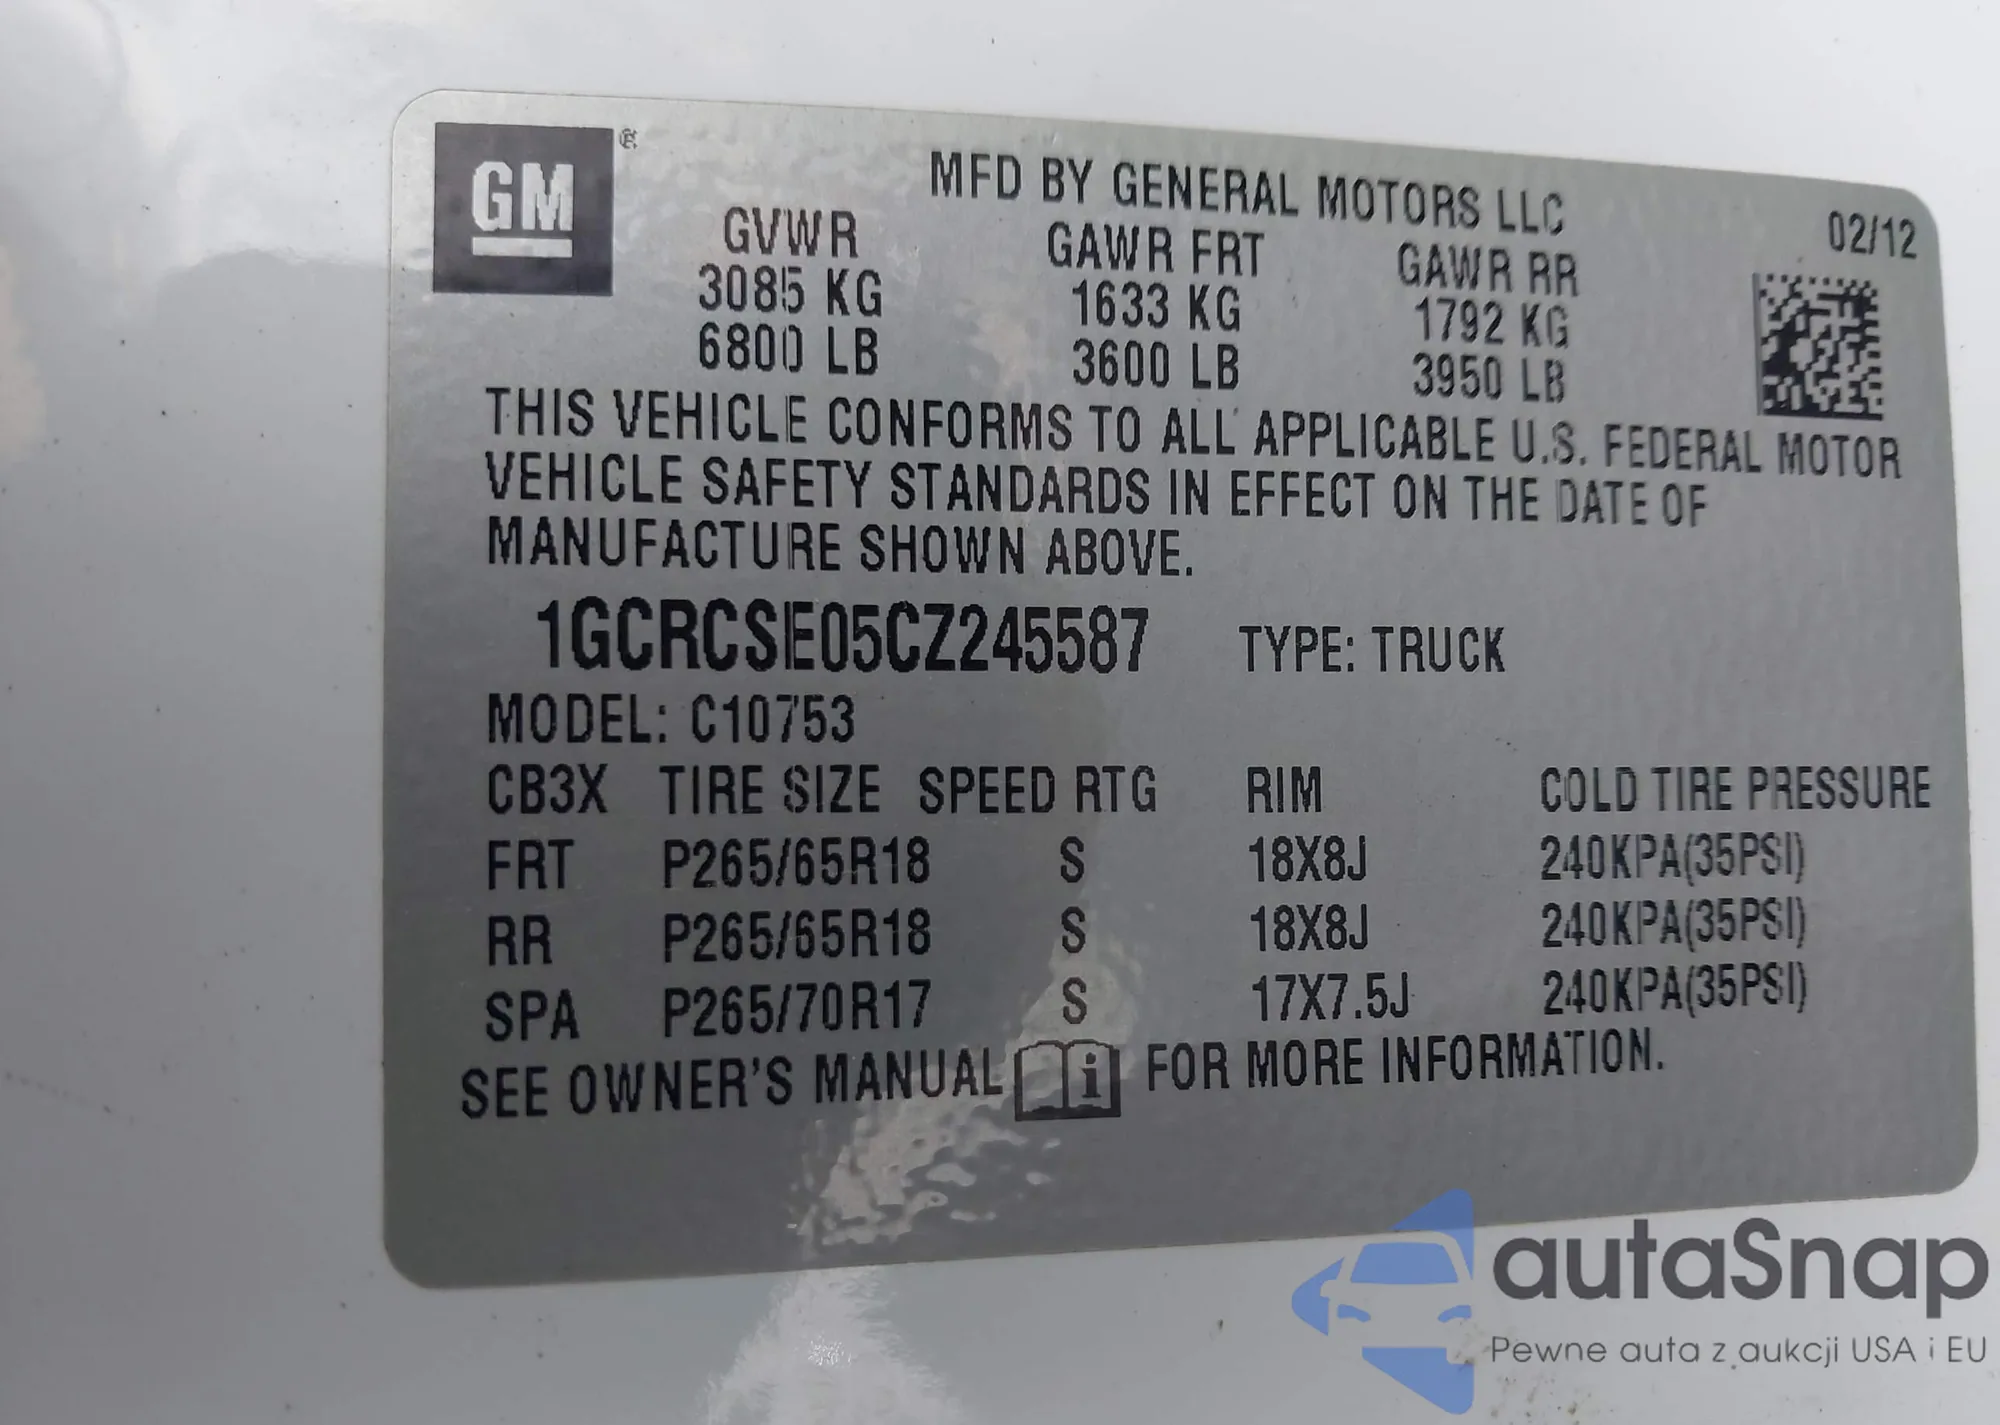 GM
MFD BY GENERAL MOTORS LLC
02/12
GVWR GAWR FRT GAWR RR
3085 KG 1633 KG 1792 KG
6800 LB 3600 LB 3950 LB
THIS VEHICLE CONFORMS TO ALL APPLICABLE U.S. FEDERAL MOTOR
VEHICLE SAFETY STANDARDS IN EFFECT ON THE DATE OF
MANUFACTURE SHOWN ABOVE.
1GCRCSE05CZ245587 TYPE: TRUCK
MODEL: C10753
CB3X TIRE SIZE SPEED RTG RIM COLD TIRE PRESSURE
FRT P265/65R18 S 18X8J 240KPA(35PSI)
RR P265/65R18 S 18X8J 240KPA(35PSI)
SPA P265/70R17 S 17X7.5J 240KPA(35PSI)
SEE OWNER'S MANUAL i FOR MORE INFORMATION.
autaSnap
Pewne auta z aukcji USA i EU